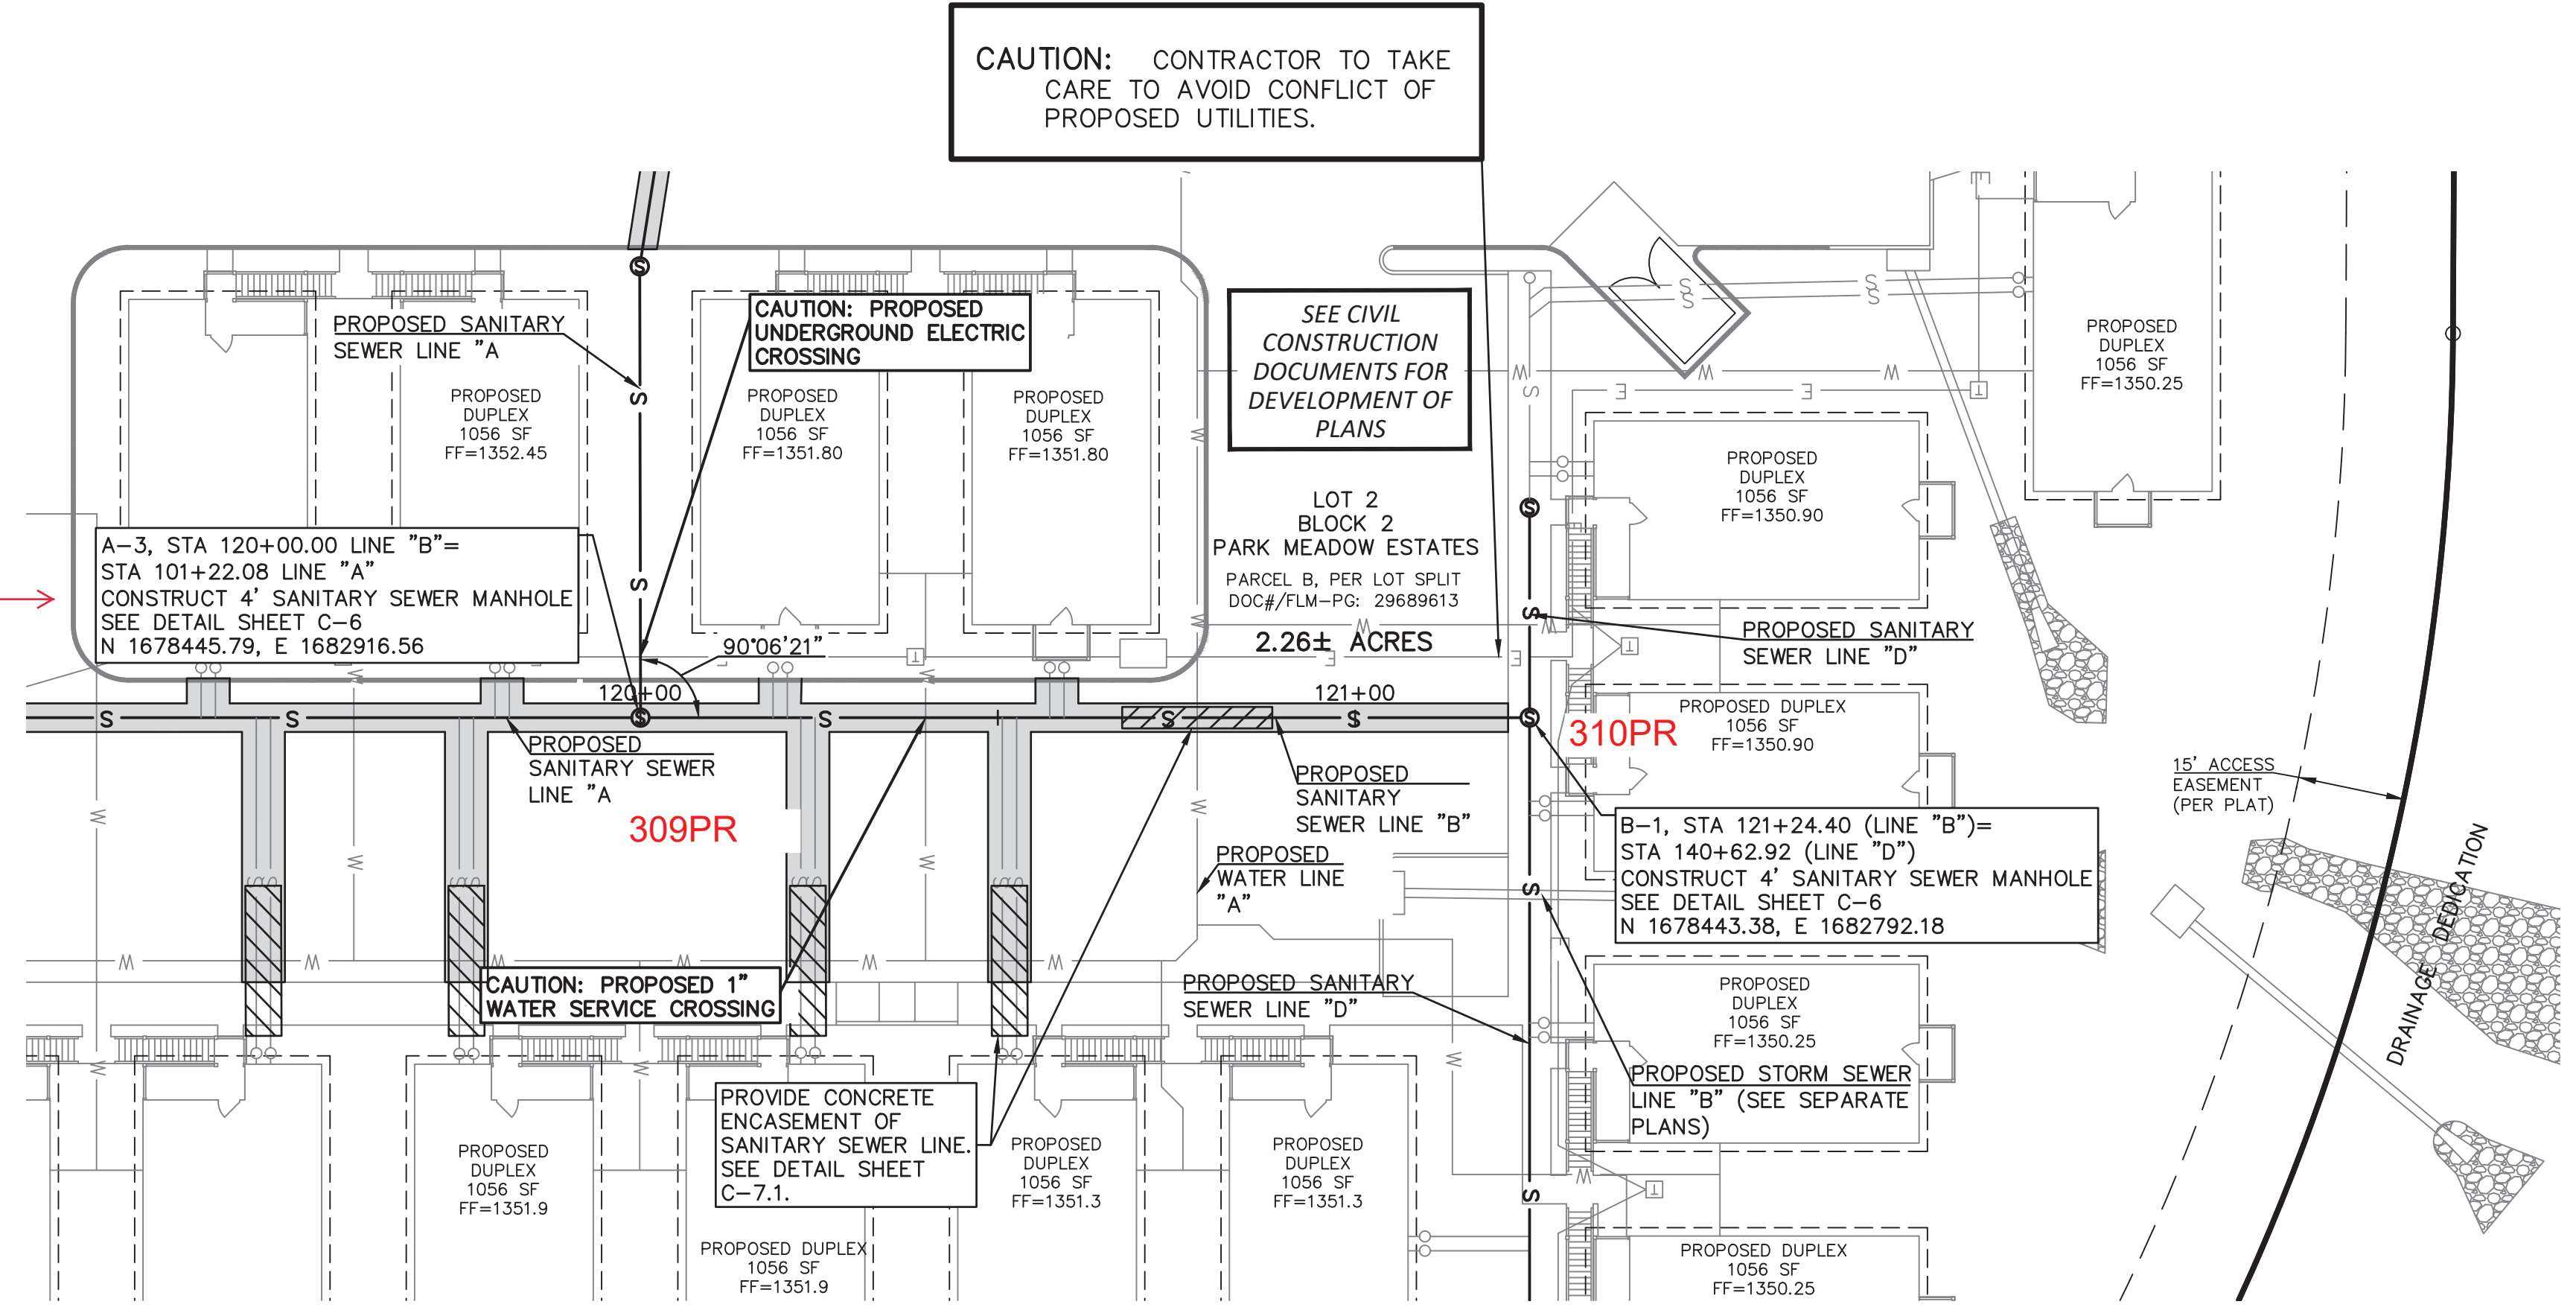 CAUTION: CONTRACTOR TO TAKE
CARE TO AVOID CONFLICT OF
PROPOSED UTILITIES.
PROPOSED SANITARY
SEWER LINE "A
CAUTION: PROPOSED
UNDERGROUND ELECTRIC
CROSSING
SEE CIVIL
CONSTRUCTION
DOCUMENTS FOR
DEVELOPMENT OF
PLANS
PROPOSED
DUPLEX
1056 SF
FF=1350.25
PROPOSED
DUPLEX
1056 SF
FF=1352.45
PROPOSED
DUPLEX
1056 SF
FF=1351.80
PROPOSED
DUPLEX
1056 SF
FF=1351.80
PROPOSED
DUPLEX
1056 SF
FF=1350.90
LOT 2
BLOCK 2
PARK MEADOW ESTATES
PARCEL B, PER LOT SPLIT
DOC#/FLM-PG: 29689613
2.26± ACRES
A-3, STA 120+00.00 LINE "B"=
STA 101+22.08 LINE "A"
CONSTRUCT 4' SANITARY SEWER MANHOLE
SEE DETAIL SHEET C-6
N 1678445.79, E 1682916.56
90°06'21"
PROPOSED SANITARY
SEWER LINE "D"
120+00
121+00
310PR
PROPOSED DUPLEX
1056 SF
FF=1350.90
PROPOSED
SANITARY SEWER
LINE "A
309PR
PROPOSED
SANITARY
SEWER LINE "B"
15' ACCESS
EASEMENT
(PER PLAT)
B-1, STA 121+24.40 (LINE "B")=
STA 140+62.92 (LINE "D")
CONSTRUCT 4' SANITARY SEWER MANHOLE
SEE DETAIL SHEET C-6
N 1678443.38, E 1682792.18
PROPOSED
WATER LINE
"A"
DRAINAGE DEDICATION
CAUTION: PROPOSED 1"
WATER SERVICE CROSSING
PROPOSED SANITARY
SEWER LINE "D"
PROPOSED
DUPLEX
1056 SF
FF=1350.25
PROPOSED STORM SEWER
LINE "B" (SEE SEPARATE
PLANS)
PROVIDE CONCRETE
ENCASEMENT OF
SANITARY SEWER LINE.
SEE DETAIL SHEET
C-7.1.
PROPOSED
DUPLEX
1056 SF
FF=1351.9
PROPOSED
DUPLEX
1056 SF
FF=1351.3
PROPOSED
DUPLEX
1056 SF
FF=1351.3
PROPOSED DUPLEX
1056 SF
FF=1351.9
PROPOSED DUPLEX
1056 SF
FF=1350.25